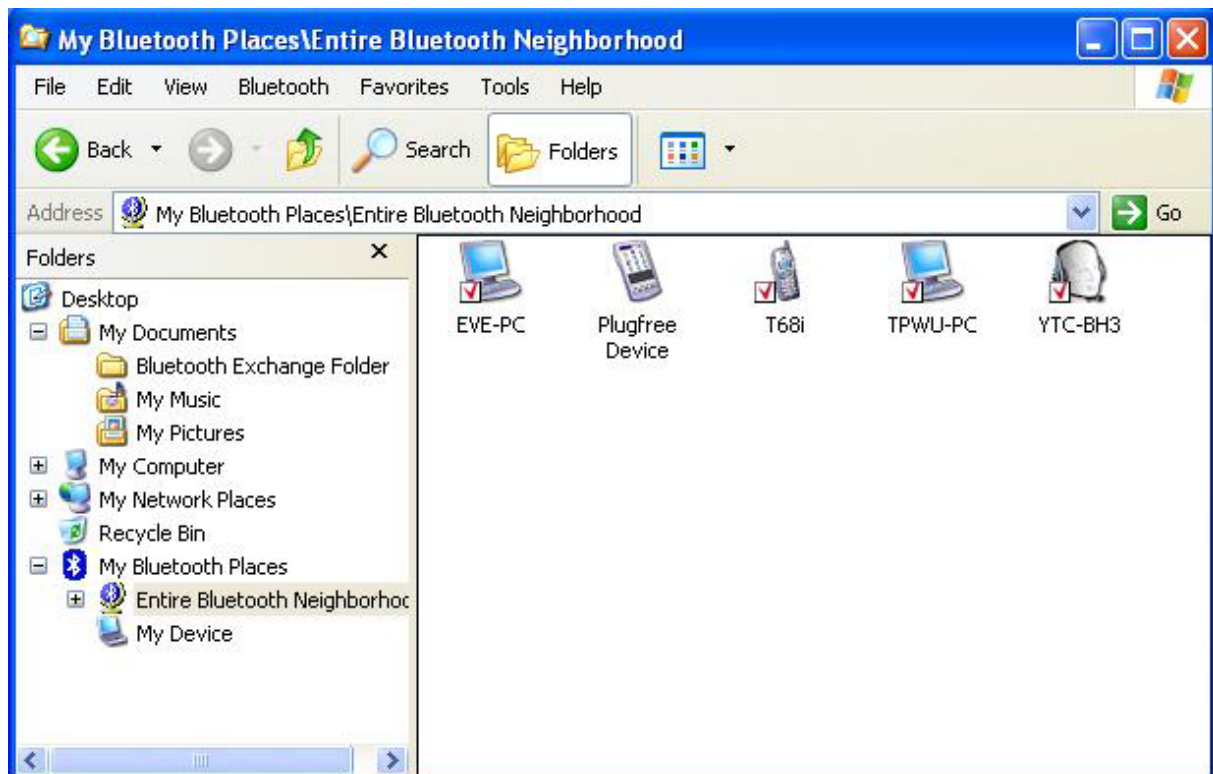 My Bluetooth Places\Entire Bluetooth Neighborhood
File Edit View Bluetooth Favorites Tools Help
Back Search Folders
Address My Bluetooth Places\Entire Bluetooth Neighborhood Go
Folders
Desktop
My Documents
Bluetooth Exchange Folder
My Music
My Pictures
My Computer
My Network Places
Recycle Bin
My Bluetooth Places
Entire Bluetooth Neighborhoo
My Device
EVE-PC
Plugfree
Device
T68i
TPWU-PC
YTC-BH3